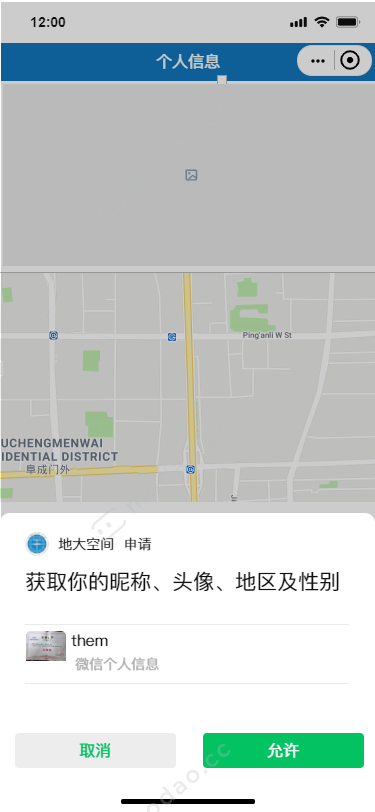 12:00
个人信息
Ping'anli W St
UCHENGMENWAI
IDENTIAL DISTRICT
阜成门外
地大空间 申请
获取你的昵称、头像、地区及性别
them
微信个人信息
取消
允许
odao.cc